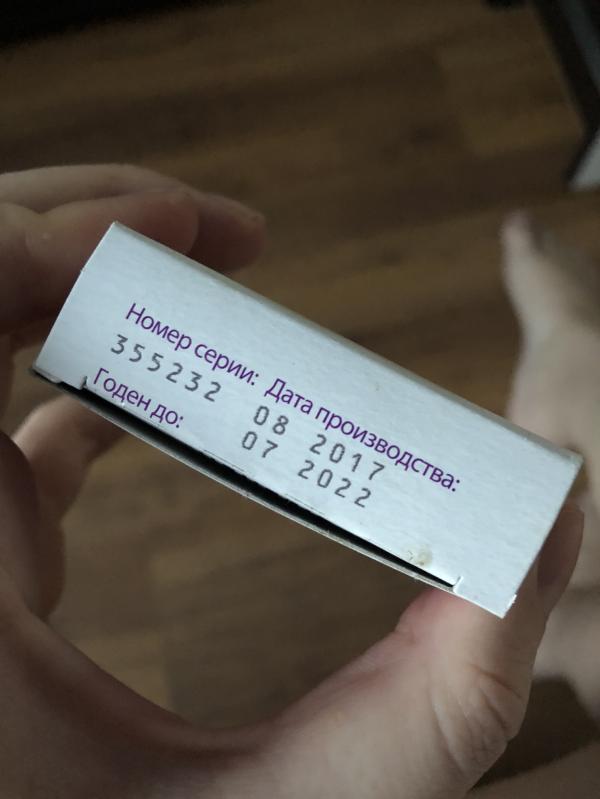 Номер серии: Дата производства:
355232 08 2017
Годен до: 07 2022